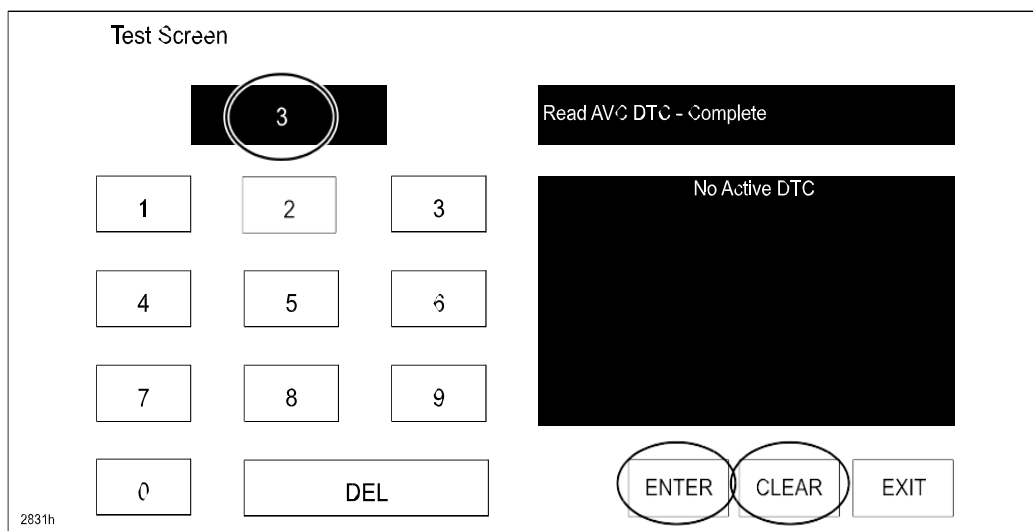 Test Screen
3
Read AVC DTC - Complete
1 2 3
No Active DTC
4 5 6
7 8 9
0 DEL
ENTER CLEAR EXIT
2831h